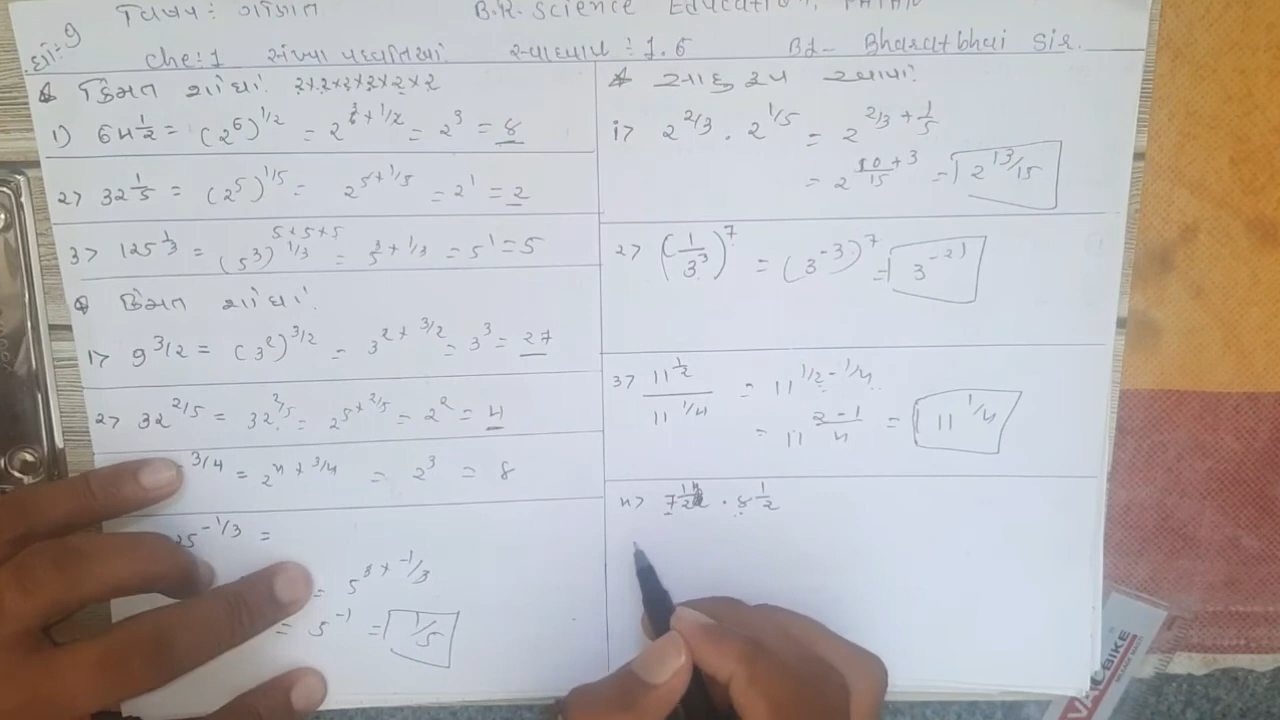 ધો:9 વિષય: ગણિત B.R. Science Education, PATAN
che:1 સંખ્યા પદ્ધતિઓ સ્વાધ્યાય: 1.5 By- Bharatbhai Sir.
કિંમત શોધો: 2×2×2×2×2×2
1) 64^1/2 = (2^6)^1/2 = 2^6×1/2 = 2^3 = 8
2) 32^1/5 = (2^5)^1/5 = 2^5×1/5 = 2^1 = 2
5×5×5
3) 125^1/3 = (5^3)^1/3 = 5^3×1/3 = 5^1 = 5
કિંમત શોધો:
1) 9^3/2 = (3^2)^3/2 = 3^2×3/2 = 3^3 = 27
2) 32^2/5 = 32^2/5 = 2^5×2/5 = 2^2 = 4
^3/4 = 2^4×3/4 = 2^3 = 8
25^-1/3 =
= 5^3×-1/3
= 5^-1 = 1/5
સાદુ રૂપ આપો:
1) 2^2/3 · 2^1/5 = 2^2/3+1/5
= 2^10+3/15 = 2^13/15
2) (1/3^3)^7 = (3^-3)^7 = 3^-21
3) 11^1/2 / 11^1/4 = 11^1/2-1/4
= 11^2-1/4 = 11^1/4
4) 7^1/2 · 8^1/2
VALBIKE